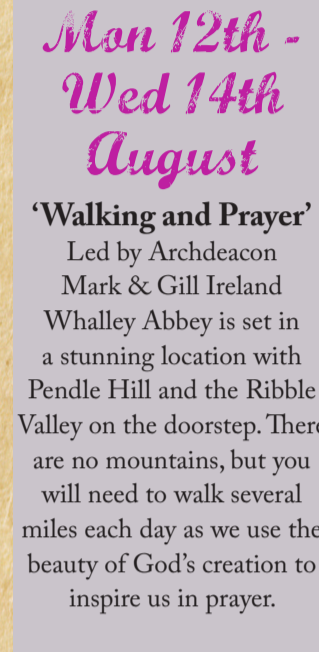 Mon 12th -
Wed 14th
August
‘Walking and Prayer’
Led by Archdeacon
Mark & Gill Ireland
Whalley Abbey is set in
a stunning location with
Pendle Hill and the Ribble
Valley on the doorstep. There
are no mountains, but you
will need to walk several
miles each day as we use the
beauty of God’s creation to
inspire us in prayer.